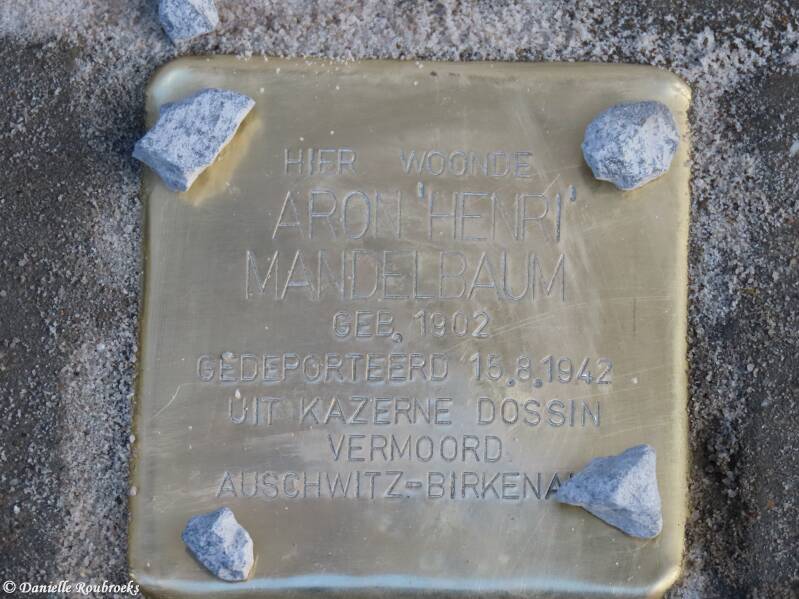 HIER WOONDE
ARON 'HENRI'
MANDELBAUM
GEB. 1902
GEDEPORTEERD 15.8.1942
UIT KAZERNE DOSSIN
VERMOORD
AUSCHWITZ-BIRKENA
© Danielle Roubroeks